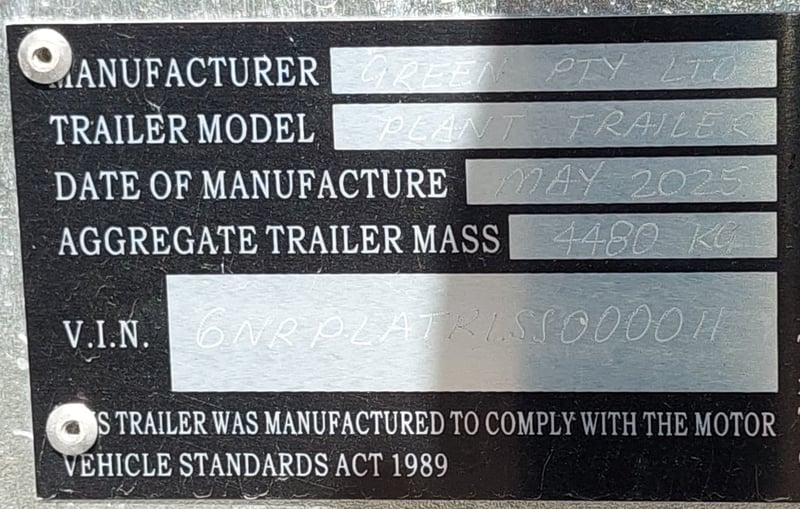 MANUFACTURER GREEN PTY LTD
TRAILER MODEL PLANT TRAILER
DATE OF MANUFACTURE MAY 2025
AGGREGATE TRAILER MASS 4480 KG
V.I.N. 6NRPLATRLSS000011
THIS TRAILER WAS MANUFACTURED TO COMPLY WITH THE MOTOR
VEHICLE STANDARDS ACT 1989